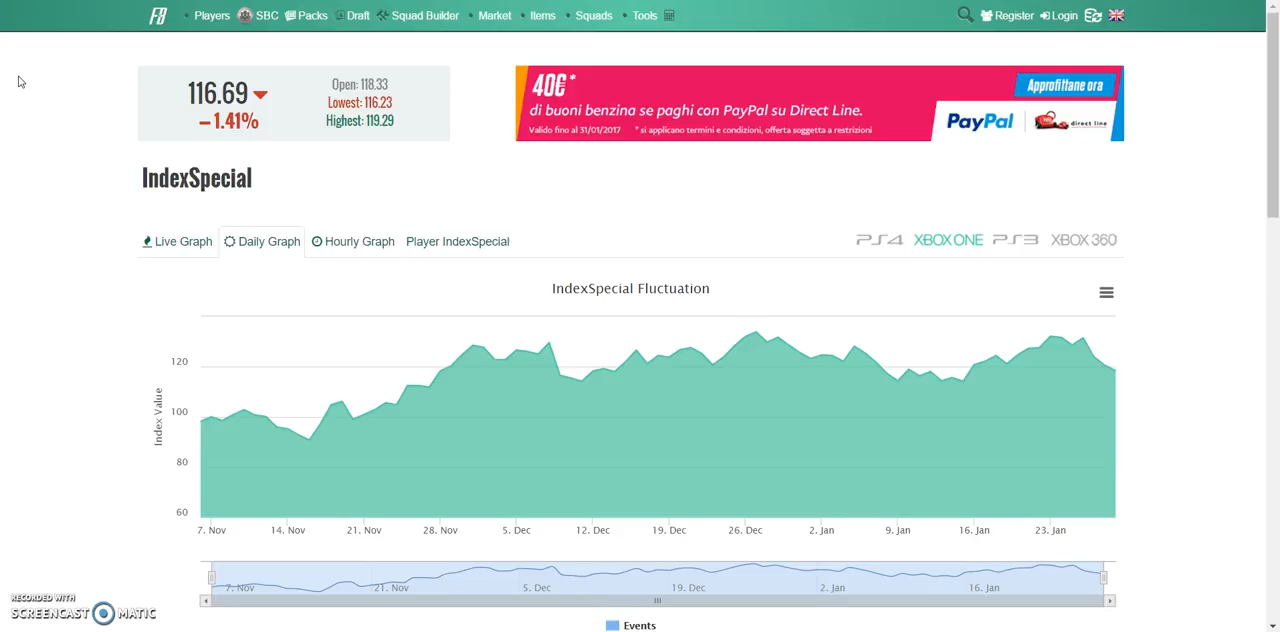 F8 Players SBC Packs Draft Squad Builder Market Items Squads Tools Register Login
116.69
–1.41%
Open: 118.33
Lowest: 116.23
Highest: 119.29
40€*
di buoni benzina se paghi con PayPal su Direct Line.
Valido fino al 31/01/2017 * si applicano termini e condizioni, offerta soggetta a restrizioni
Approfittane ora
PayPal direct line
IndexSpecial
Live Graph Daily Graph Hourly Graph Player IndexSpecial
PS4 XBOX ONE PS3 XBOX 360
IndexSpecial Fluctuation
Index Value
120
100
80
60
7. Nov 14. Nov 21. Nov 28. Nov 5. Dec 12. Dec 19. Dec 26. Dec 2. Jan 9. Jan 16. Jan 23. Jan
7. Nov 21. Nov 5. Dec 19. Dec 2. Jan 16. Jan
Events
RECORDED WITH
SCREENCAST MATIC